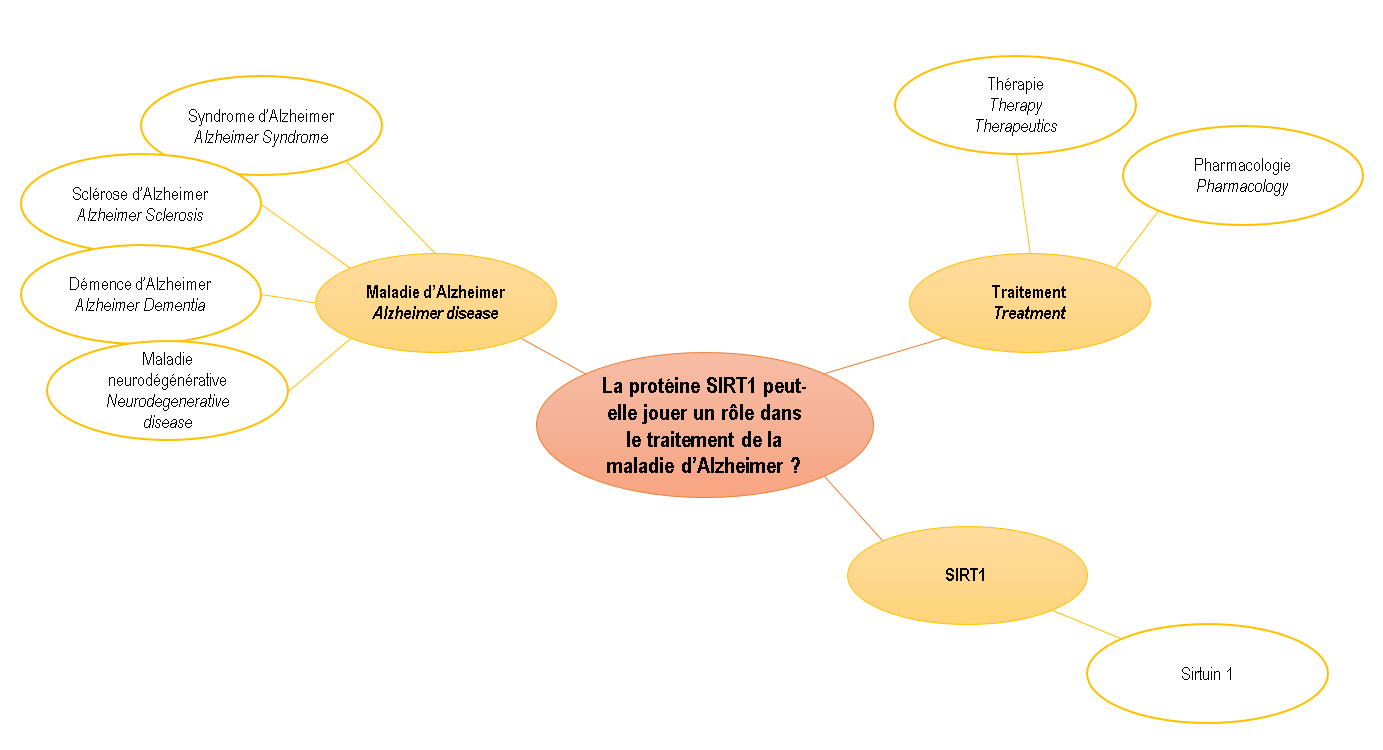 Syndrome d'Alzheimer
Alzheimer Syndrome
Sclérose d'Alzheimer
Alzheimer Sclerosis
Démence d'Alzheimer
Alzheimer Dementia
Maladie
neurodégénérative
Neurodegenerative
disease
Maladie d'Alzheimer
Alzheimer disease
Thérapie
Therapy
Therapeutics
Pharmacologie
Pharmacology
Traitement
Treatment
La protéine SIRT1 peut-
elle jouer un rôle dans
le traitement de la
maladie d'Alzheimer ?
SIRT1
Sirtuin 1